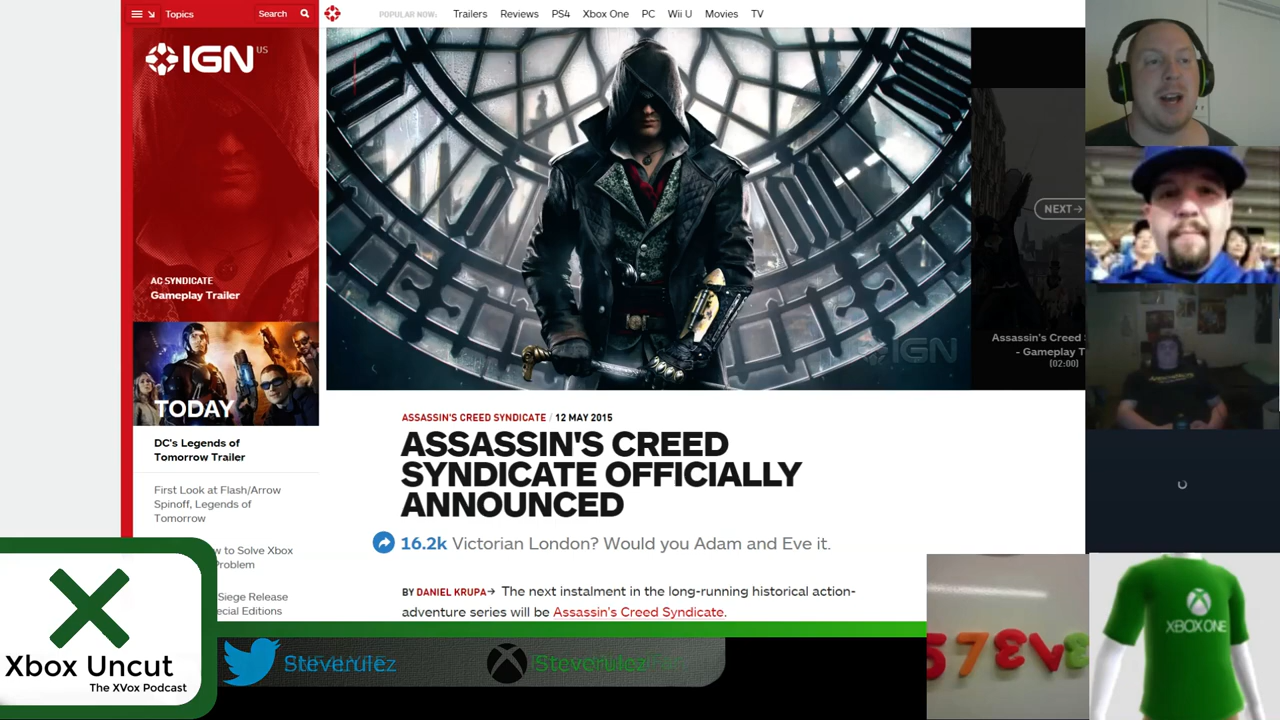 Topics
Search
POPULAR NOW:
Trailers
Reviews
PS4
Xbox One
PC
Wii U
Movies
TV
IGN
US
AC SYNDICATE
Gameplay Trailer
TODAY
DC's Legends of
Tomorrow Trailer
First Look at Flash/Arrow
Spinoff, Legends of
Tomorrow
w to Solve Xbox
Problem
Siege Release
ecial Editions
IGN
NEXT→
Assassin's Creed S
- Gameplay T
(02:00)
ASSASSIN'S CREED SYNDICATE / 12 MAY 2015
ASSASSIN'S CREED
SYNDICATE OFFICIALLY
ANNOUNCED
16.2k Victorian London? Would you Adam and Eve it.
BY DANIEL KRUPA→ The next instalment in the long-running historical action-
adventure series will be Assassin's Creed Syndicate.
Xbox Uncut
The XVox Podcast
Steverulez
Steverulez
57EVE
XBOX ONE